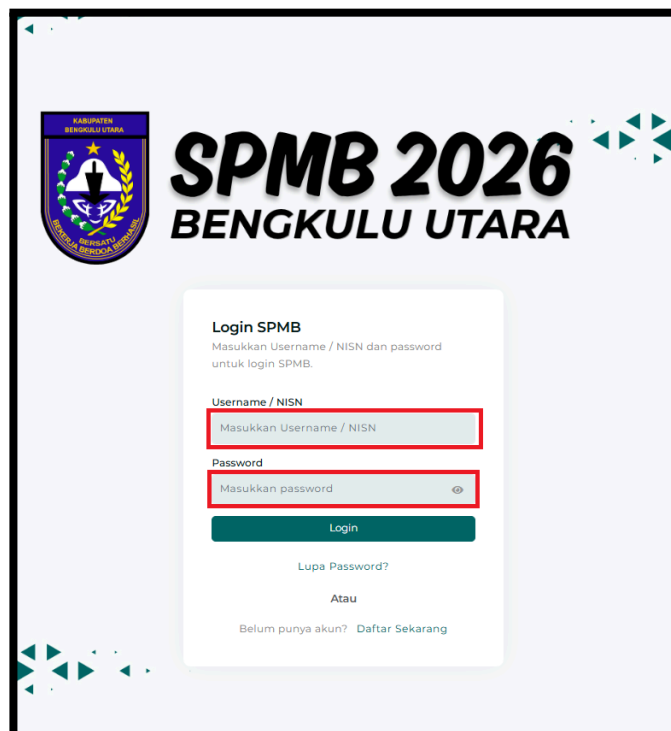 KABUPATEN
BENGKULU UTARA
BERSATU
BEKERJA BERDOA BERHASIL
SPMB 2026
BENGKULU UTARA
Login SPMB
Masukkan Username / NISN dan password
untuk login SPMB.
Username / NISN
Masukkan Username / NISN
Password
Masukkan password
Login
Lupa Password?
Atau
Belum punya akun? Daftar Sekarang